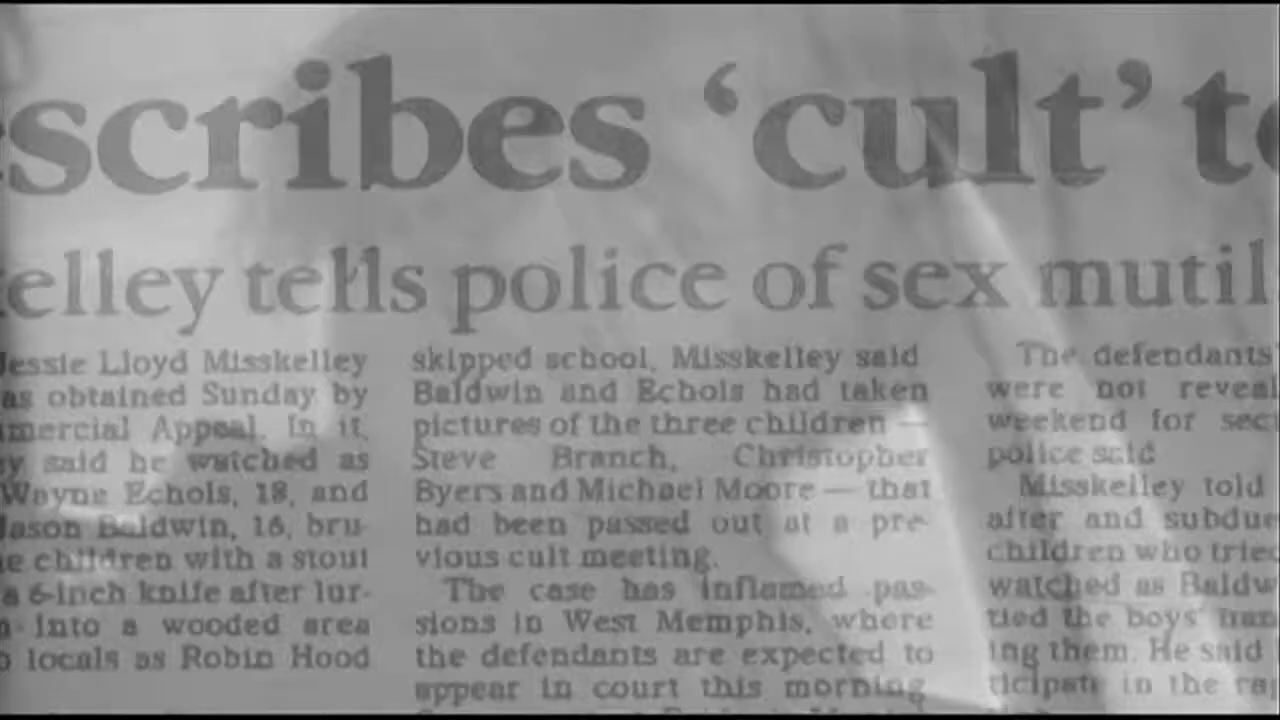 scribes ‘cult’ to
elley tells police of sex mutil
Jessie Lloyd Misskelley
as obtained Sunday by
mercial Appeal. In it,
ey said he watched as
Wayne Echols, 18, and
Jason Baldwin, 16, bru-
e children with a stout
a 6-inch knife after lur-
into a wooded area
o locals as Robin Hood
skipped school, Misskelley said
Baldwin and Echols had taken
pictures of the three children —
Steve Branch, Christopher
Byers and Michael Moore — that
had been passed out at a pre-
vious cult meeting.
The case has inflamed pas-
sions in West Memphis, where
the defendants are expected to
appear in court this morning
The defendants'
were not reveal
weekend for sec
police said
Misskelley told
after and subdue
children who tried
watched as Baldw
tied the boys' han
ing them. He said
ticipate in the ra